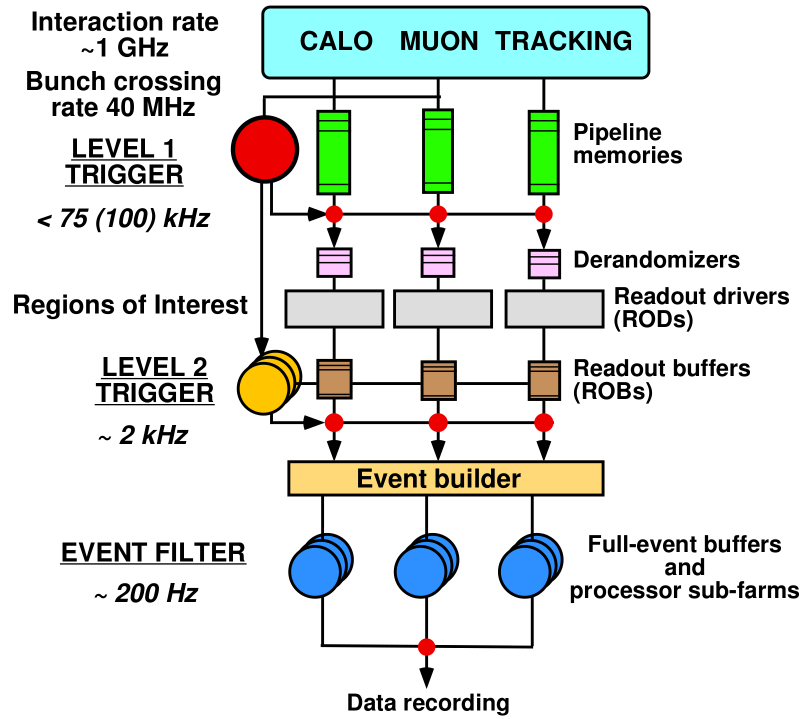 Interaction rate
~1 GHz
CALO MUON TRACKING
Bunch crossing
rate 40 MHz
Pipeline
memories
LEVEL 1
TRIGGER
< 75 (100) kHz
Derandomizers
Regions of Interest
Readout drivers
(RODs)
LEVEL 2
TRIGGER
Readout buffers
(ROBs)
~ 2 kHz
Event builder
EVENT FILTER
~ 200 Hz
Full-event buffers
and
processor sub-farms
Data recording